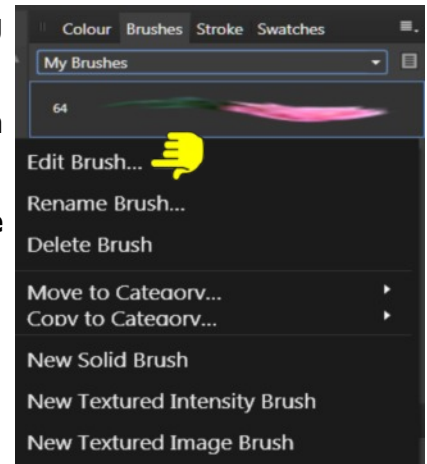 Colour Brushes Stroke Swatches
My Brushes
64
Edit Brush...
Rename Brush...
Delete Brush
Move to Category...
Copy to Category...
New Solid Brush
New Textured Intensity Brush
New Textured Image Brush